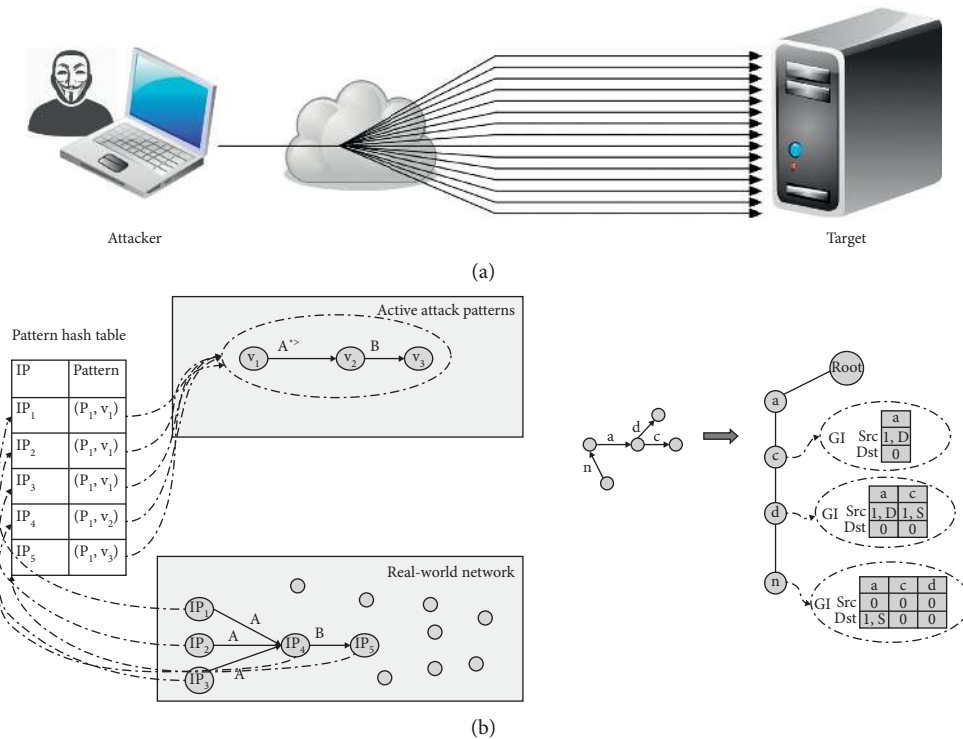 Attacker
Target
(a)
Pattern hash table
IP Pattern
IP1 (P1, v1)
IP2 (P1, v1)
IP3 (P1, v1)
IP4 (P1, v2)
IP5 (P1, v3)
Active attack patterns
v1 A*> v2 B v3
Real-world network
IP1 A
IP2 A IP4 B IP5
IP3 A
n a d c
Root
a
c
d
n
a
GI Src 1, D
Dst 0
a c
GI Src 1, D 1, S
Dst 0 0
a c d
GI Src 0 0 0
Dst 1, S 0 0
(b)